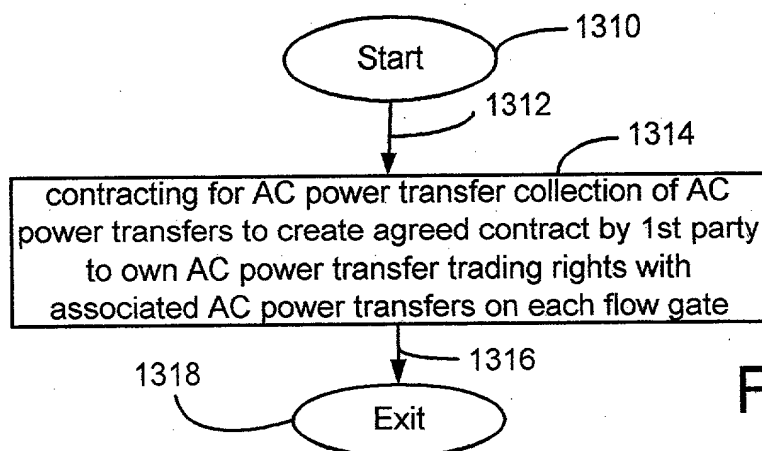 1310
Start
1312
1314
contracting for AC power transfer collection of AC
power transfers to create agreed contract by 1st party
to own AC power transfer trading rights with
associated AC power transfers on each flow gate
1316
1318
F
Exit